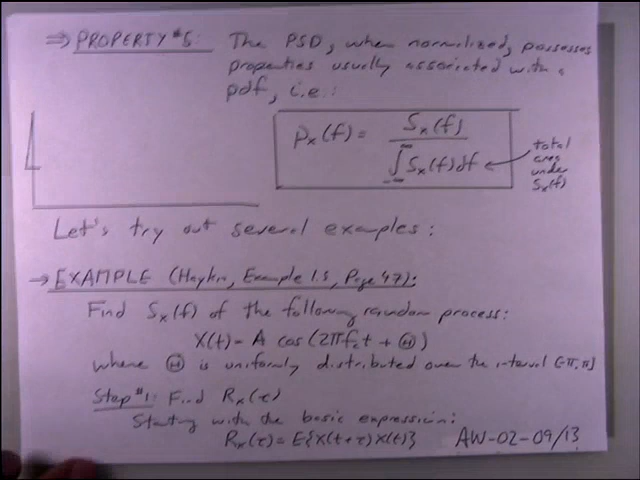 ⇒ PROPERTY #5: The PSD, when normalized, possesses
properties usually associated with a
pdf, i.e.:
Px(f) = Sx(f) / ∫_{-∞}^{∞} Sx(f)df ← total area under Sx(f)
Let's try out several examples:
→ EXAMPLE (Haykin, Example 1.5, Page 47):
Find Sx(f) of the following random process:
X(t) = A cos(2πfct + Θ)
where Θ is uniformly distributed over the interval [-π,π]
Step #1: Find Rx(τ)
Starting with the basic expression:
Rx(τ) = E{X(t+τ)X(t)}
AW-02-09/13